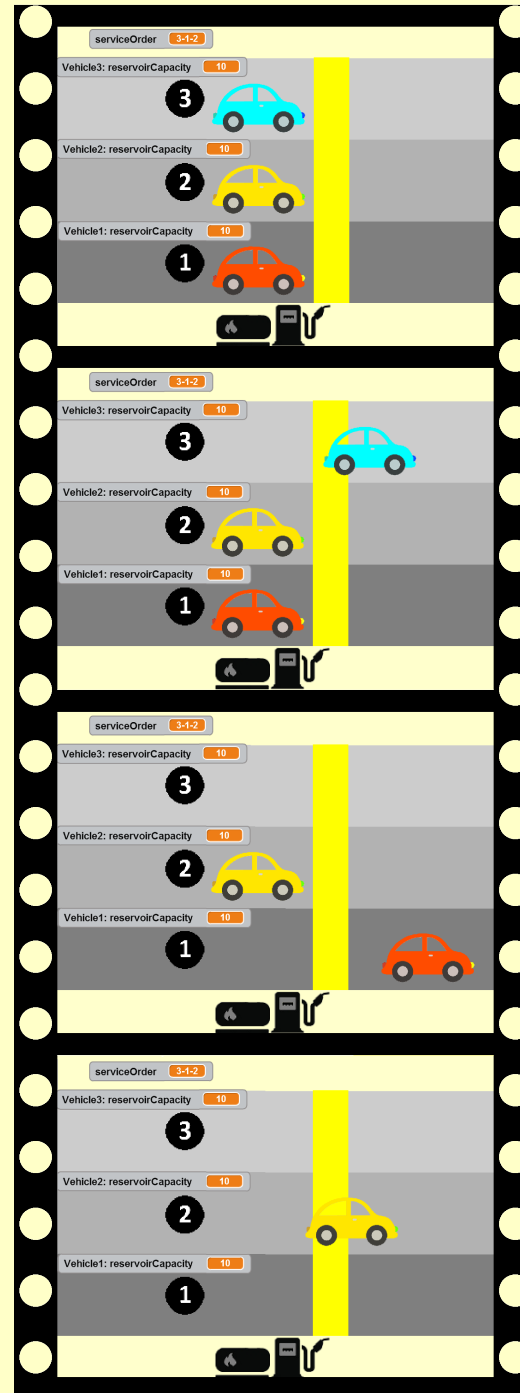 serviceOrder 3-1-2
Vehicle3: reservoirCapacity 10
3
Vehicle2: reservoirCapacity 10
2
Vehicle1: reservoirCapacity 10
1
serviceOrder 3-1-2
Vehicle3: reservoirCapacity 10
3
Vehicle2: reservoirCapacity 10
2
Vehicle1: reservoirCapacity 10
1
serviceOrder 3-1-2
Vehicle3: reservoirCapacity 10
3
Vehicle2: reservoirCapacity 10
2
Vehicle1: reservoirCapacity 10
1
serviceOrder 3-1-2
Vehicle3: reservoirCapacity 10
3
Vehicle2: reservoirCapacity 10
2
Vehicle1: reservoirCapacity 10
1